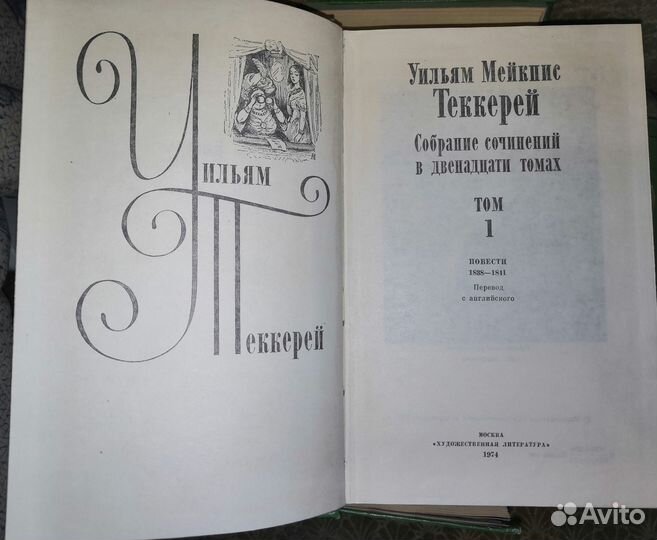 Уильям
Теккерей
Уильям Мейкпис
Теккерей
Собрание сочинений
в двенадцати томах
ТОМ
1
ПОВЕСТИ
1838—1841
Перевод
с английского
МОСКВА
«ХУДОЖЕСТВЕННАЯ ЛИТЕРАТУРА»
1974
Avito